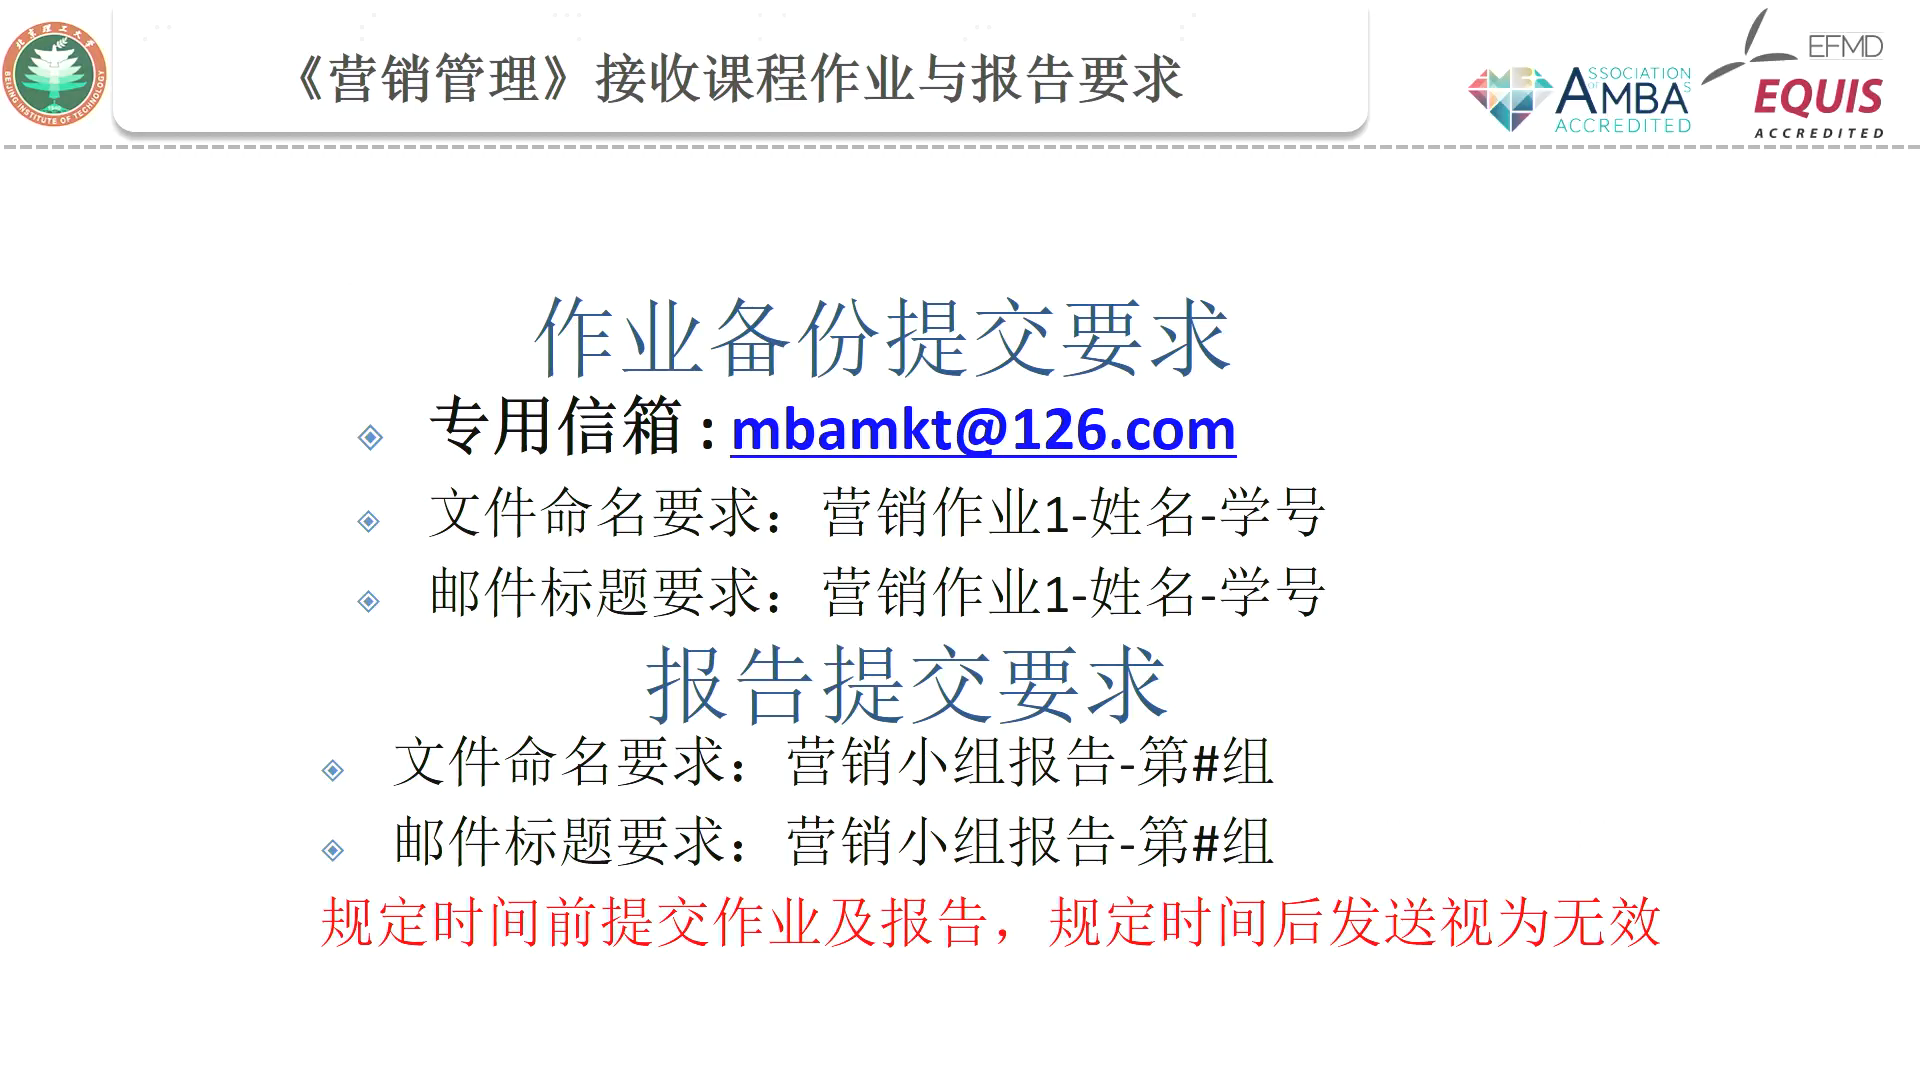 《营销管理》接收课程作业与报告要求
北京理工大学
BEIJING INSTITUTE OF TECHNOLOGY
ASSOCIATION
OF
MBAS
AMBA
ACCREDITED
EFMD
EQUIS
ACCREDITED
作业备份提交要求
专用信箱：mbamkt@126.com
文件命名要求：营销作业1-姓名-学号
邮件标题要求：营销作业1-姓名-学号
报告提交要求
文件命名要求：营销小组报告-第#组
邮件标题要求：营销小组报告-第#组
规定时间前提交作业及报告，规定时间后发送视为无效